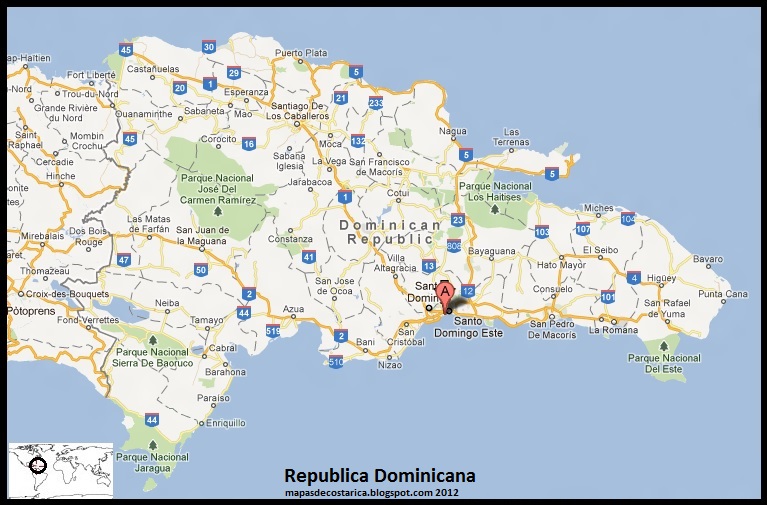 45
30
Puerto Plata
ap-Haïtien
Castañuelas
29
5
Fort Liberté
1
Trou-du-Nord
20
Esperanza
21
233
Grande Rivière
du Nord
Ouanaminthe
Sabaneta
Mao
Santiago De
Los Caballeros
Saint
Raphael
Mombin
Crochu
45
Corocito
16
Moca
132
Nagua
Las
Terrenas
Cercadie
Sabana
Iglesia
La Vega
San Francisco
de Macorís
5
5
Hinche
Parque Nacional
José Del
Carmen Ramírez
Jarabacoa
1
Cotui
Parque Nacional
Los Haitises
Miches
104
Las Matas
de Farfán
Dominican
Republic
23
103
107
Mirebalais
Dos Bois
Rouge
San Juan de
la Maguana
Constanza
808
Bayaguana
El Seibo
47
50
41
Villa
Altagracia
13
Hato Mayor
Bavaro
Thomazeau
4
Higüey
Croix-des-Bouquets
2
San Jose
de Ocoa
A
12
Consuelo
101
Punta Cana
Pòtoprens
Neiba
44
Azua
San Rafael
de Yuma
Fond-Verrettes
Tamayo
519
2
Santo
Domingo Este
San Pedro
De Macorís
La Romana
Parque Nacional
Sierra De Baoruco
Cabral
Bani
San
Cristóbal
Barahona
510
Nizao
Parque Nacional
Del Este
Paraíso
44
Enriquillo
Parque Nacional
Jaragua
Republica Dominicana
mapasdecostarica.blogspot.com 2012